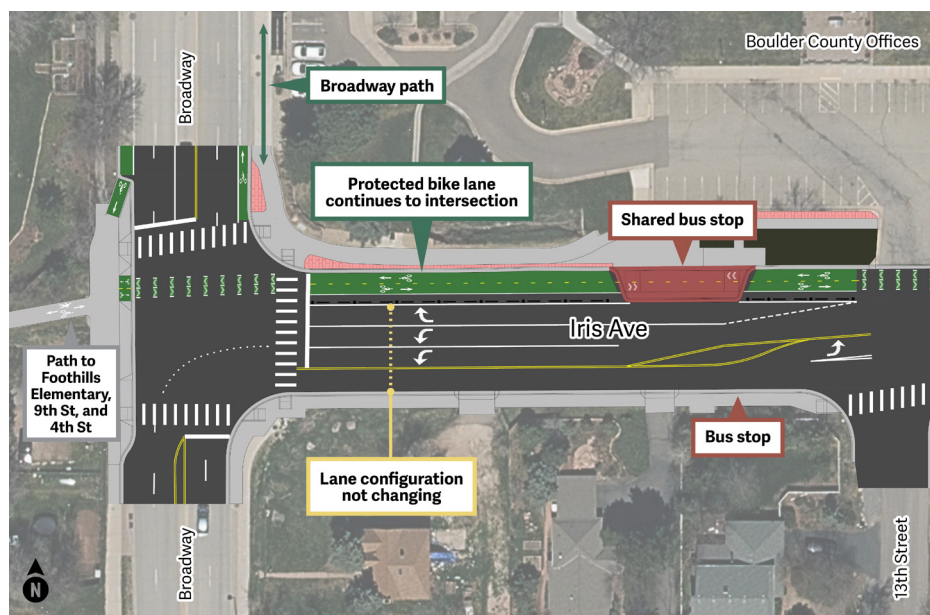 Boulder County Offices
Broadway
Broadway path
Protected bike lane
continues to intersection
Shared bus stop
Iris Ave
Path to
Foothills
Elementary,
9th St, and
4th St
Bus stop
Lane configuration
not changing
Broadway
13th Street
N